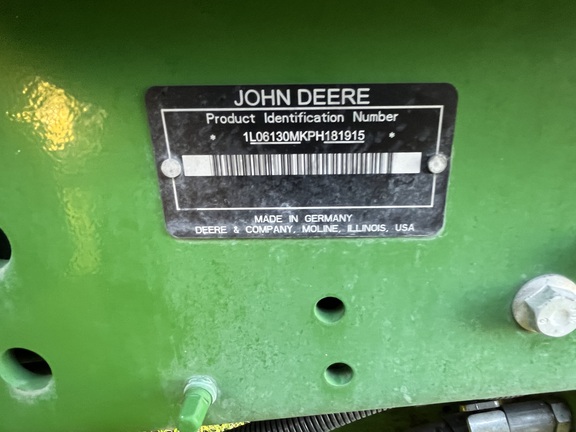 JOHN DEERE
Product Identification Number
* 1L06130MKPH181915 *
MADE IN GERMANY
DEERE & COMPANY, MOLINE, ILLINOIS, USA